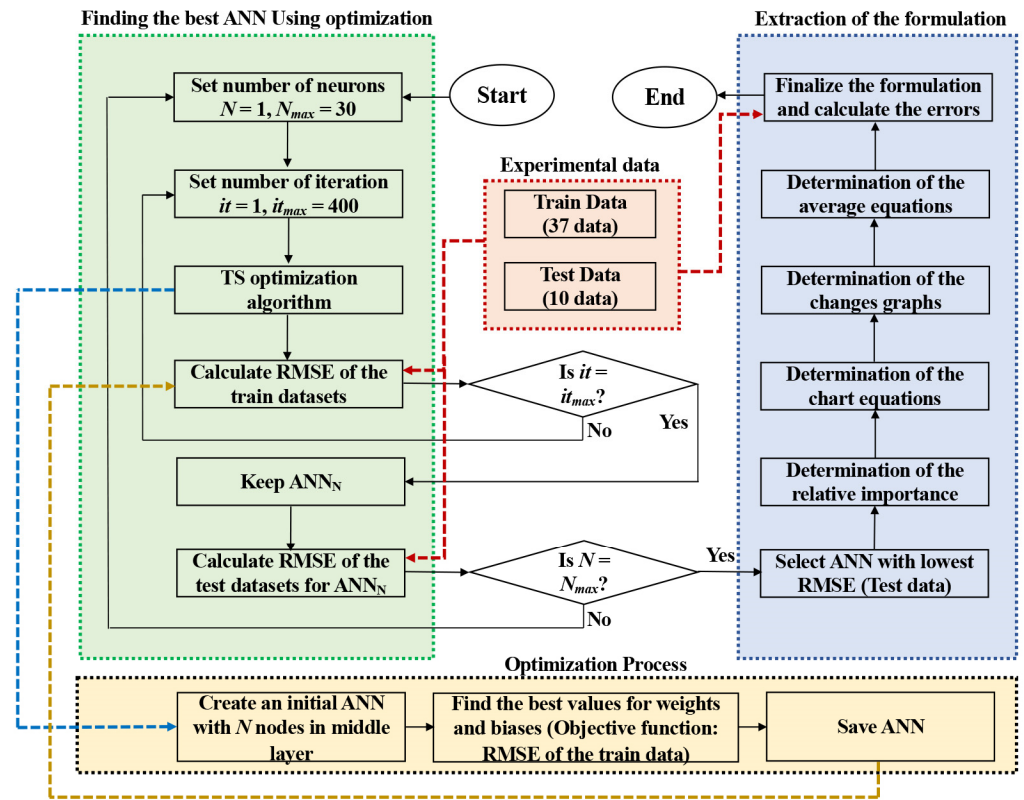 Finding the best ANN Using optimization
Set number of neurons
N = 1, Nmax = 30
Start
Set number of iteration
it = 1, itmax = 400
TS optimization
algorithm
Calculate RMSE of the
train datasets
Is it =
itmax?
Yes
No
Keep ANNN
Calculate RMSE of the
test datasets for ANNN
Is N =
Nmax?
Yes
No
Experimental data
Train Data
(37 data)
Test Data
(10 data)
Extraction of the formulation
End
Finalize the formulation
and calculate the errors
Determination of the
average equations
Determination of the
changes graphs
Determination of the
chart equations
Determination of the
relative importance
Select ANN with lowest
RMSE (Test data)
Optimization Process
Create an initial ANN
with N nodes in middle
layer
Find the best values for weights
and biases (Objective function:
RMSE of the train data)
Save ANN